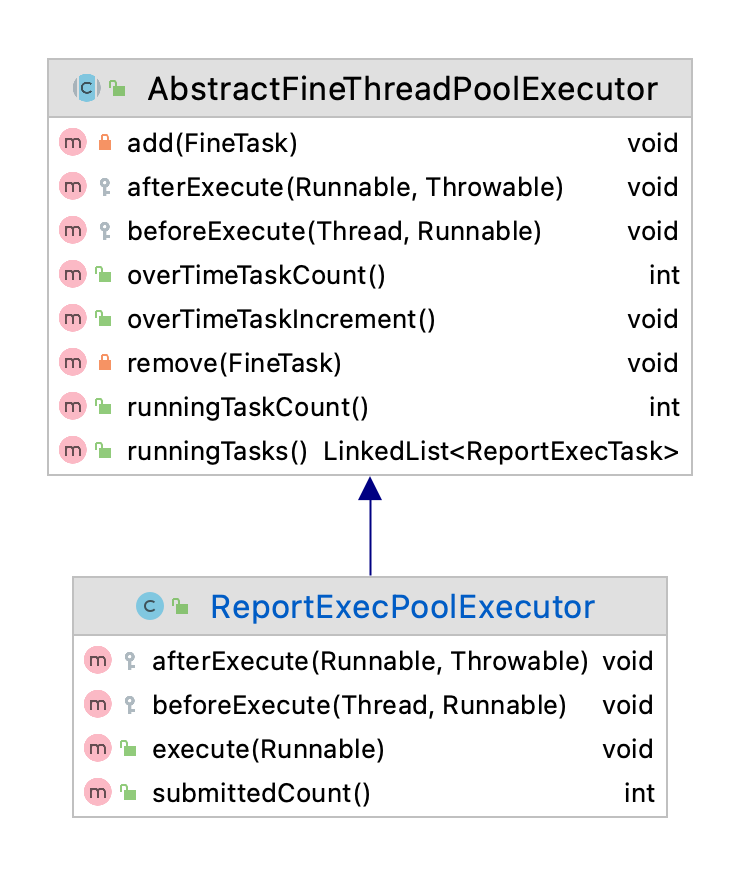 AbstractFineThreadPoolExecutor
add(FineTask) void
afterExecute(Runnable, Throwable) void
beforeExecute(Thread, Runnable) void
overTimeTaskCount() int
overTimeTaskIncrement() void
remove(FineTask) void
runningTaskCount() int
runningTasks() LinkedList<ReportExecTask>
ReportExecPoolExecutor
afterExecute(Runnable, Throwable) void
beforeExecute(Thread, Runnable) void
execute(Runnable) void
submittedCount() int